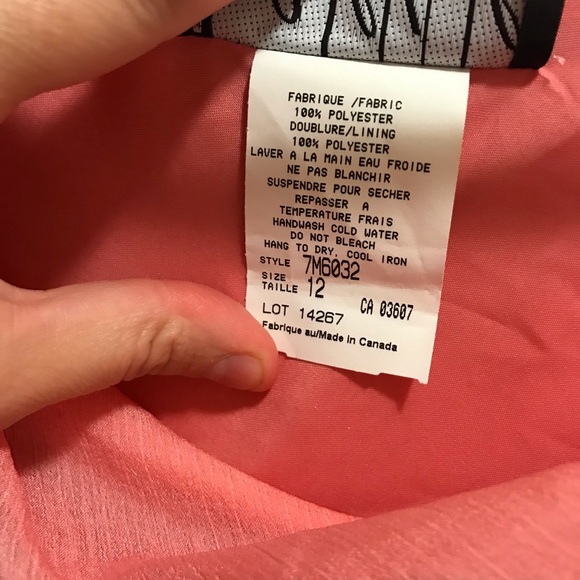 FABRIQUE /FABRIC
100% POLYESTER
DOUBLURE/LINING
100% POLYESTER
LAVER A LA MAIN EAU FROIDE
NE PAS BLANCHIR
SUSPENDRE POUR SECHER
REPASSER A
TEMPERATURE FRAIS
HANDWASH COLD WATER
DO NOT BLEACH
HANG TO DRY, COOL IRON
STYLE 7M6032
SIZE
TAILLE 12 CA 03607
LOT 14267
Fabrique au/Made in Canada